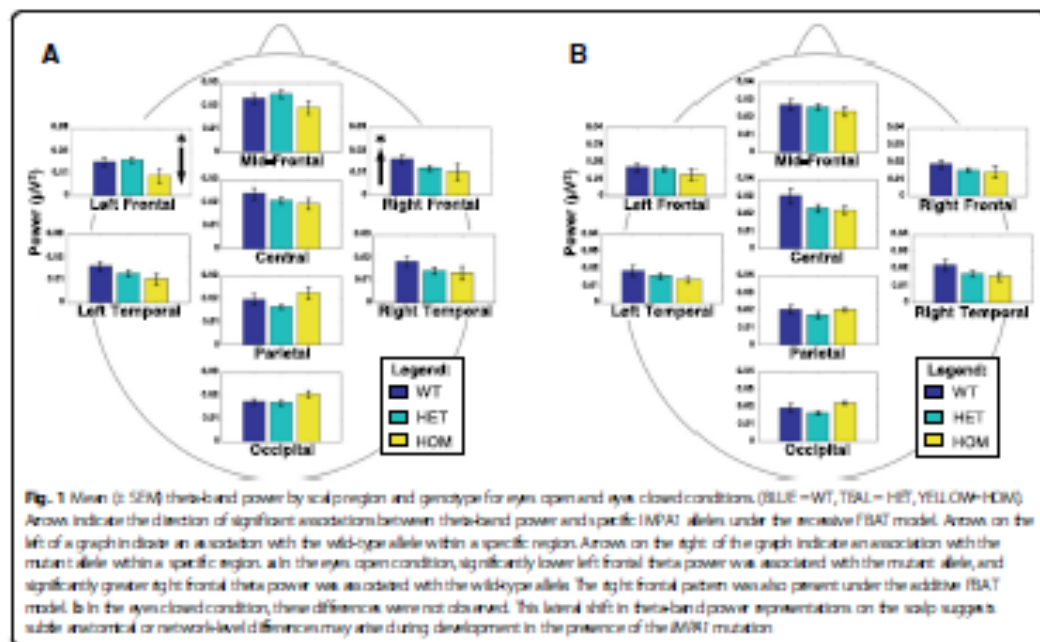 A
B
Mid-Frontal
Mid-Frontal
Power (μV²)
Left Frontal
Right Frontal
Left Frontal
Right Frontal
Central
Central
Left Temporal
Right Temporal
Left Temporal
Right Temporal
Parietal
Parietal
Legend:
WT
HET
HOM
Legend:
WT
HET
HOM
Occipital
Occipital
Fig. 1 Mean (± SEM) theta-band power by scalp region and genotype for eyes open and eyes closed conditions. (BLUE = WT, TEAL = HET, YELLOW=HOM).
Arrows indicate the direction of significant associations between theta-band power and specific IMPA1 alleles under the recessive FBAT model. Arrows on the
left of a graph indicate an association with the wild-type allele within a specific region. Arrows on the right of the graph indicate an association with the
mutant allele within a specific region. a In the eyes open condition, significantly lower left frontal theta power was associated with the mutant allele, and
significantly greater right frontal theta power was associated with the wild-type allele. The right frontal pattern was also present under the additive FBAT
model. b In the eyes closed condition, these differences were not observed. This lateral shift in theta-band power representations on the scalp suggests
subtle anatomical or network-level differences may arise during development in the presence of the IMPA1 mutation